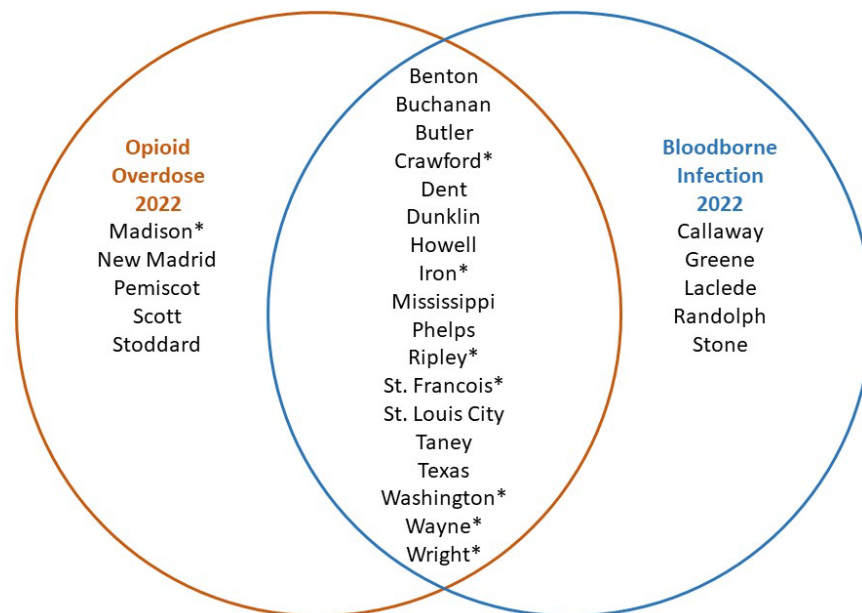 Opioid
Overdose
2022
Madison*
New Madrid
Pemiscot
Scott
Stoddard
Benton
Buchanan
Butler
Crawford*
Dent
Dunklin
Howell
Iron*
Mississippi
Phelps
Ripley*
St. Francois*
St. Louis City
Taney
Texas
Washington*
Wayne*
Wright*
Bloodborne
Infection
2022
Callaway
Greene
Laclede
Randolph
Stone